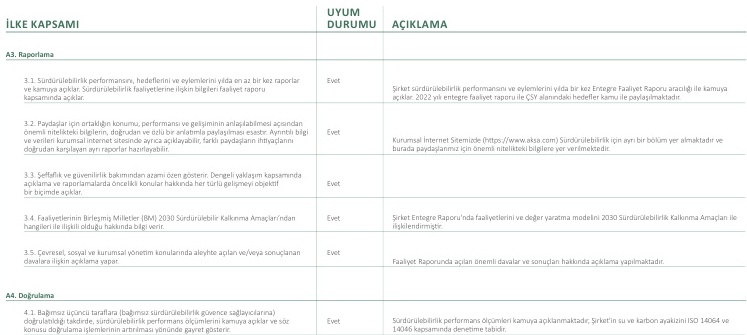 İLKE KAPSAMI
UYUM
DURUMU
AÇIKLAMA
A3. Raporlama
3.1. Sürdürülebilirlik performansını, hedeflerini ve eylemlerini yılda en az bir kez raporlar
ve kamuya açıklar. Sürdürülebilirlik faaliyetlerine ilişkin bilgileri faaliyet raporu
kapsamında açıklar.
Evet
Şirket sürdürülebilirlik performansını ve eylemlerini yılda bir kez Entegre Faaliyet Raporu aracılığı ile kamuya
açıklar. 2022 yılı entegre faaliyet raporu ile ÇSY alanındaki hedefler kamu ile paylaşılmaktadır.
3.2. Paydaşlar için ortaklığın konumu, performansı ve gelişiminin anlaşılabilmesi açısından
önemli nitelikteki bilgilerin, doğrudan ve özlü bir anlatımla paylaşılması esastır. Ayrıntılı bilgi
ve verileri kurumsal internet sitesinde ayrıca açıklayabilir, farklı paydaşların ihtiyaçlarını
doğrudan karşılayan ayrı raporlar hazırlayabilir.
Evet
Kurumsal İnternet Sitemizde (https://www.aksa.com) Sürdürülebilirlik için ayrı bir bölüm yer almaktadır ve
burada paydaşlarımız için önemli nitelikteki bilgilere yer verilmektedir.
3.3. Şeffaflık ve güvenilirlik bakımından azami özen gösterir. Dengeli yaklaşım kapsamında
açıklama ve raporlamalarda öncelikli konular hakkında her türlü gelişmeyi objektif
bir biçimde açıklar.
Evet
3.4. Faaliyetlerinin Birleşmiş Milletler (BM) 2030 Sürdürülebilir Kalkınma Amaçları'ndan
hangileri ile ilişkili olduğu hakkında bilgi verir.
Evet
Şirket Entegre Raporu'nda faaliyetlerini ve değer yaratma modelini 2030 Sürdürülebilirlik Kalkınma Amaçları ile
ilişkilendirmiştir.
3.5. Çevresel, sosyal ve kurumsal yönetim konularında aleyhte açılan ve/veya sonuçlanan
davalara ilişkin açıklama yapar.
Evet
Faaliyet Raporunda açılan önemli davalar ve sonuçları hakkında açıklama yapılmaktadır.
A4. Doğrulama
4.1. Bağımsız üçüncü taraflara (bağımsız sürdürülebilirlik güvence sağlayıcılarına)
doğrulatıldığı takdirde, sürdürülebilirlik performans ölçümlerini kamuya açıklar ve söz
konusu doğrulama işlemlerinin artırılması yönünde gayret gösterir.
Evet
Sürdürülebilirlik performans ölçümleri kamuya açıklanmaktadır, Şirket'in su ve karbon ayakizini ISO 14064 ve
14046 kapsamında denetime tabidir.